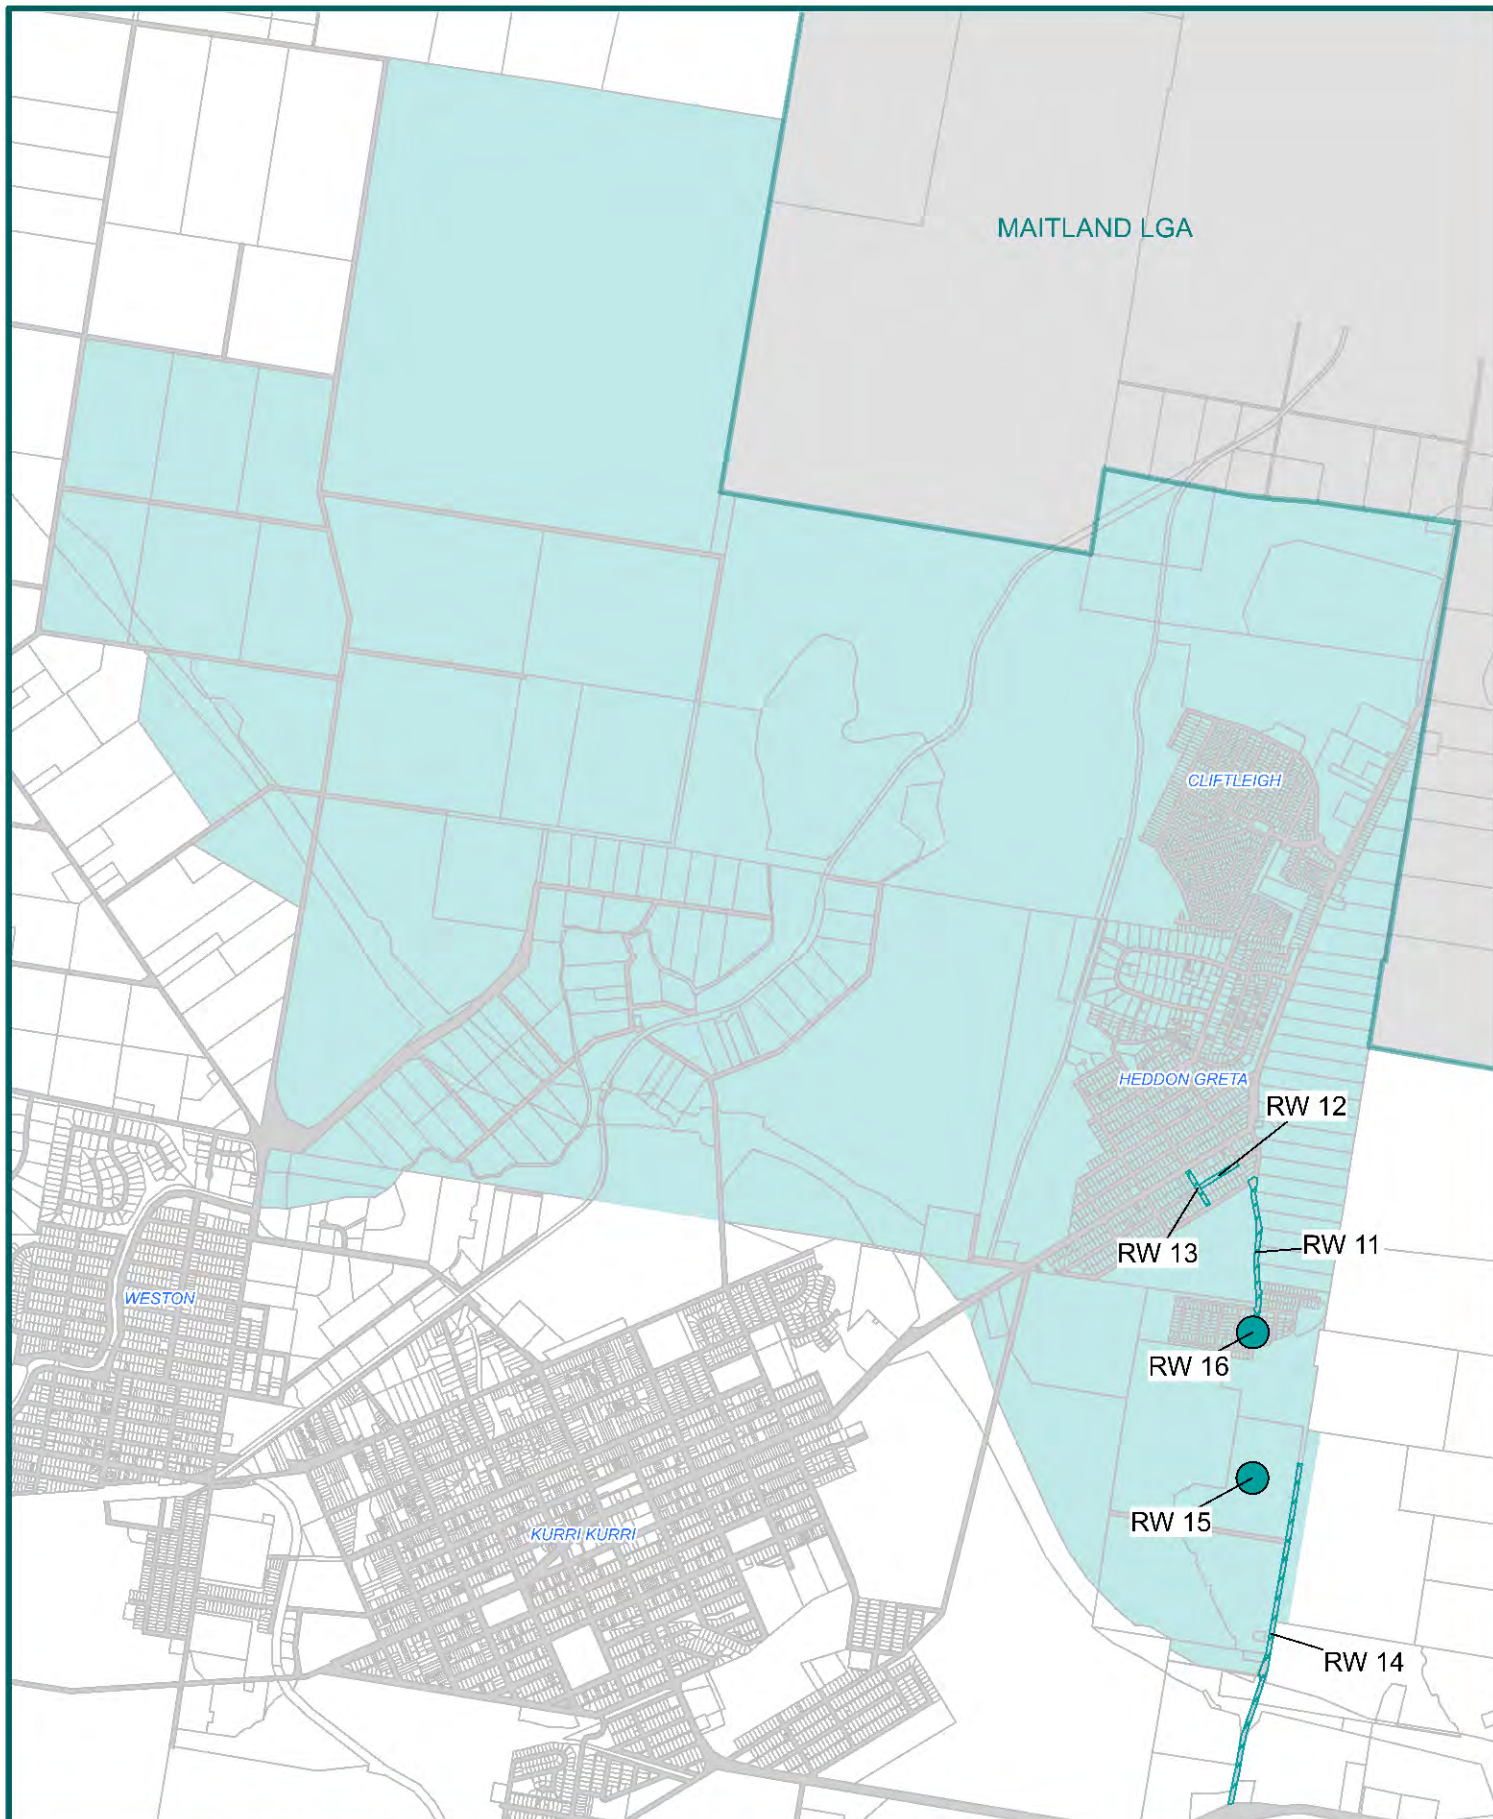 MAITLAND LGA
CLIFTLEIGH
HEDDON GRETA
RW 12
RW 13
RW 11
WESTON
RW 16
RW 15
KURRI KURRI
RW 14